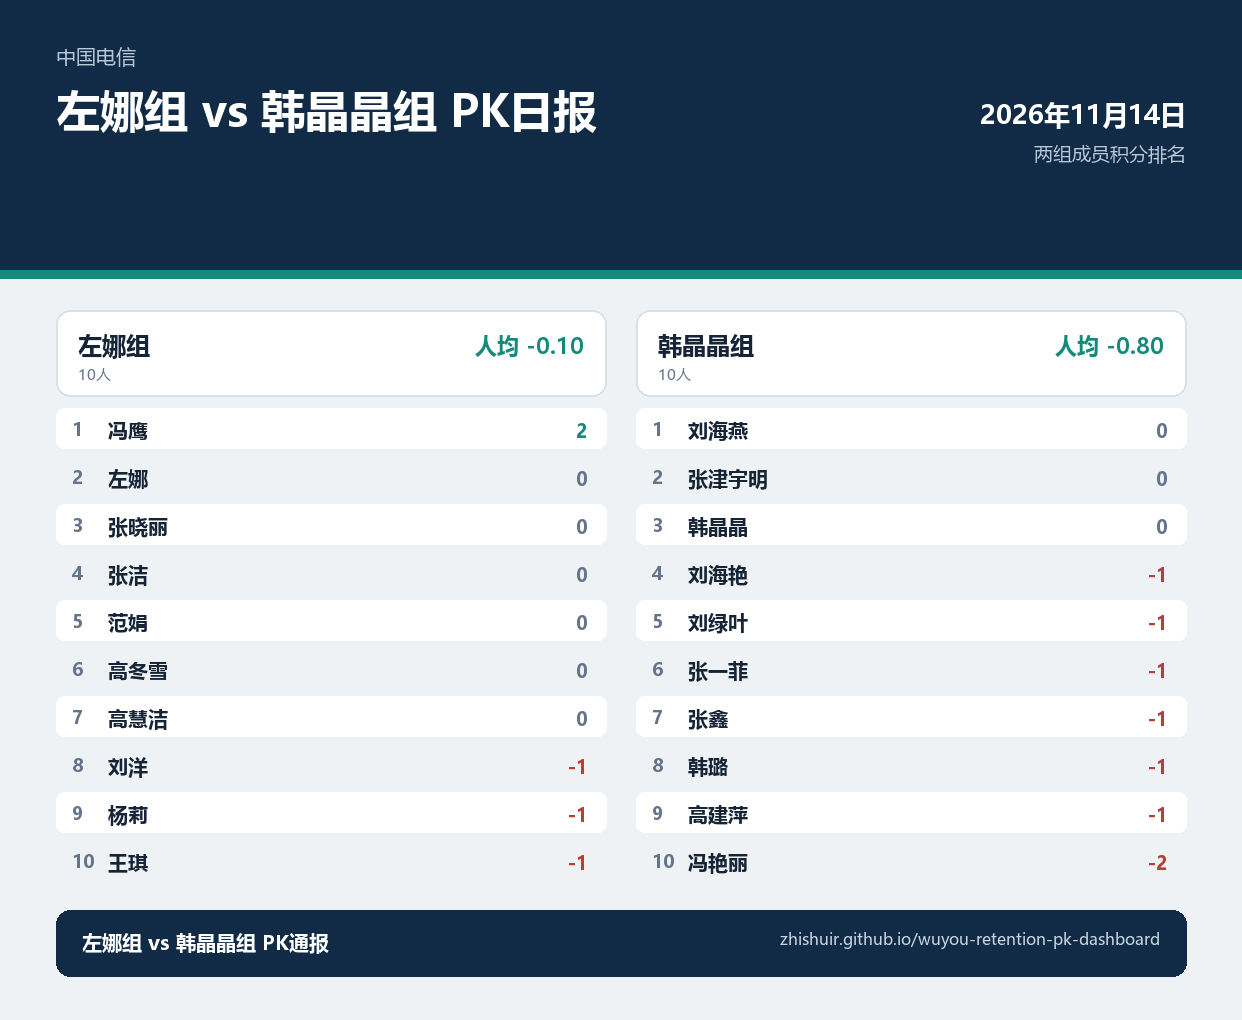 中国电信
左娜组 vs 韩晶晶组 PK日报
2026年11月14日
两组成员积分排名
左娜组 人均 -0.10
10人
1 冯鹰 2
2 左娜 0
3 张晓丽 0
4 张洁 0
5 范娟 0
6 高冬雪 0
7 高慧洁 0
8 刘洋 -1
9 杨莉 -1
10 王琪 -1
韩晶晶组 人均 -0.80
10人
1 刘海燕 0
2 张津宇明 0
3 韩晶晶 0
4 刘海艳 -1
5 刘绿叶 -1
6 张一菲 -1
7 张鑫 -1
8 韩璐 -1
9 高建萍 -1
10 冯艳丽 -2
左娜组 vs 韩晶晶组 PK通报
zhishuir.github.io/wuyou-retention-pk-dashboard